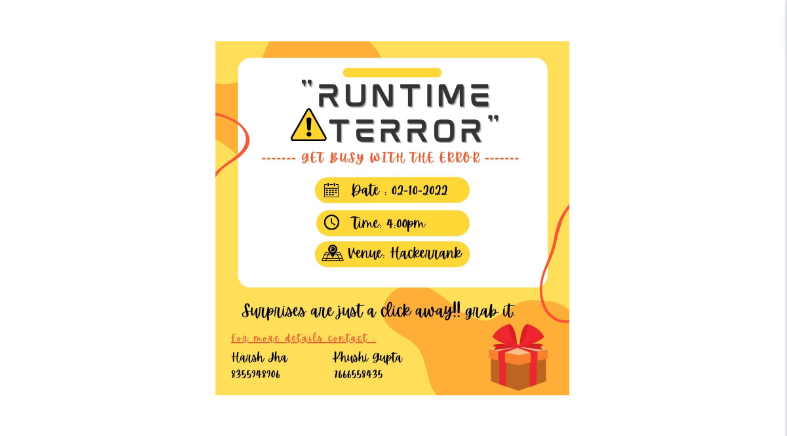 "RUNTIME
TERROR"
------- GET BUSY WITH THE ERROR -------
Date : 02-10-2022
Time: 4.00pm
Venue: Hackerrank
Surprises are just a click away!! grab it.
For more details contact :
Harsh Jha Khushi Gupta
8355948906 7666558435